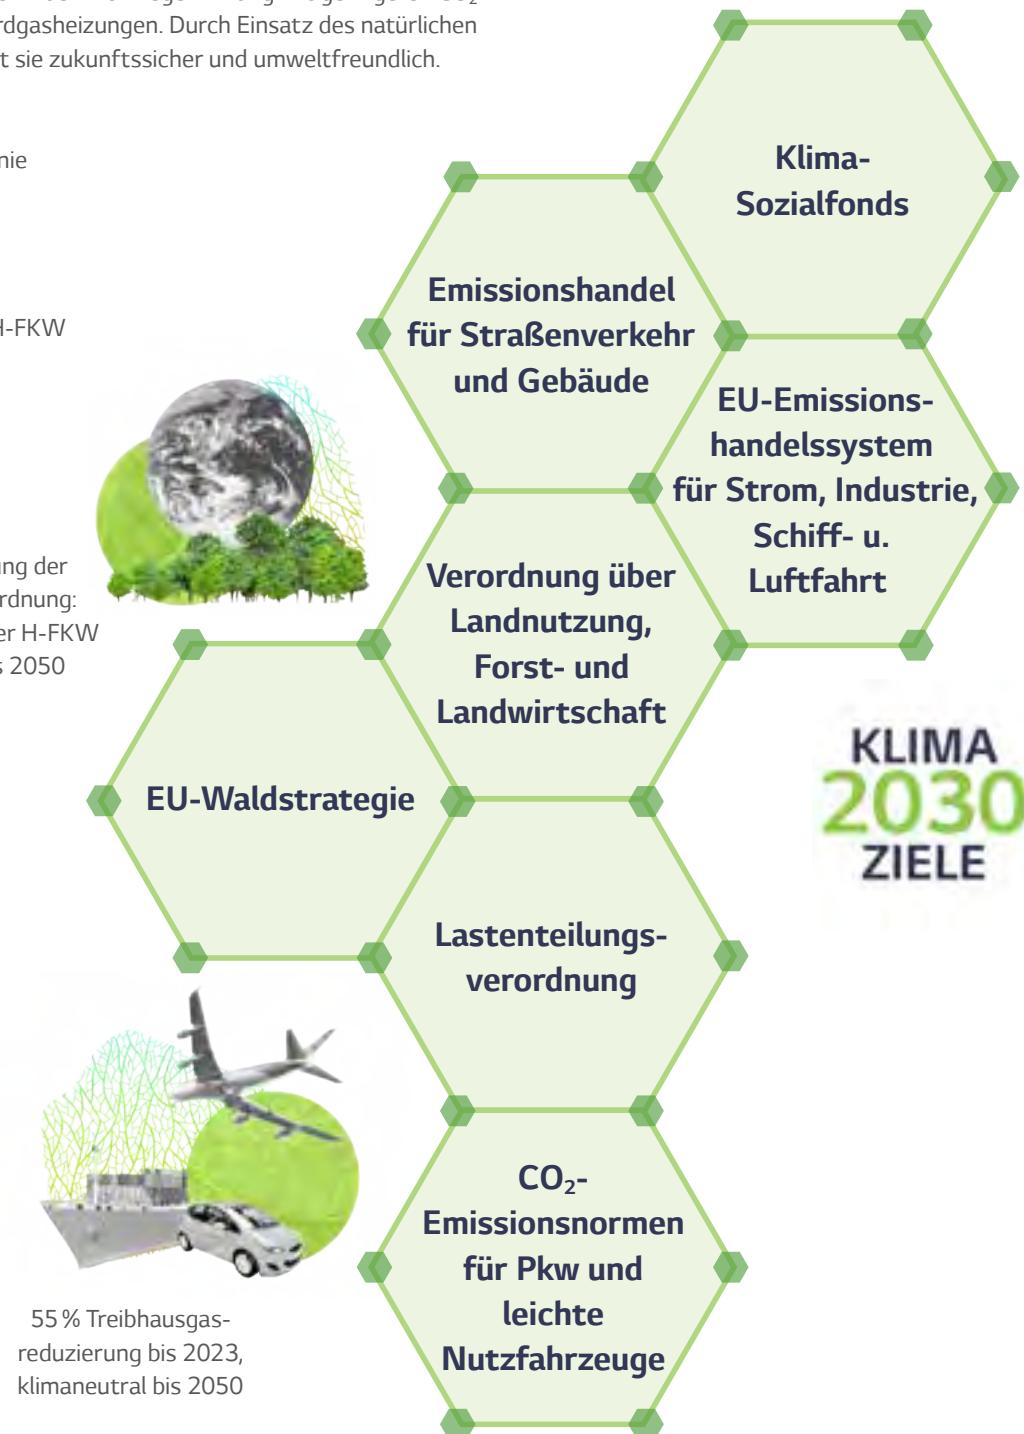 rdgasheizungen. Durch Einsatz des natürlichen
t sie zukunftssicher und umweltfreundlich.
nie
H-FKW
ung der
rdnung:
er H-FKW
s 2050
Klima-
Sozialfonds
Emissionshandel
für Straßenverkehr
und Gebäude
EU-Emissions-
handelssystem
für Strom, Industrie,
Schiff- u.
Luftfahrt
Verordnung über
Landnutzung,
Forst- und
Landwirtschaft
KLIMA
2030
ZIELE
EU-Waldstrategie
Lastenteilungs-
verordnung
CO₂-
Emissionsnormen
für Pkw und
leichte
Nutzfahrzeuge
55 % Treibhausgas-
reduzierung bis 2023,
klimaneutral bis 2050